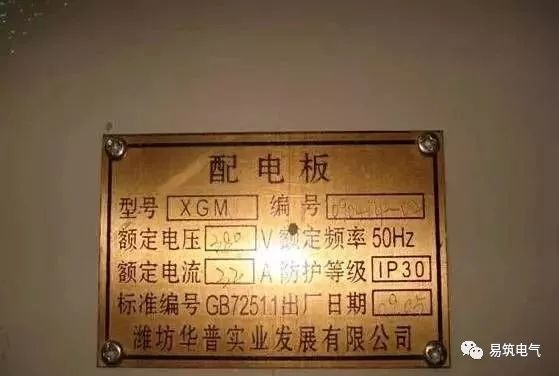 配电板
型号 XGM 编号
额定电压 380 V 额定频率 50Hz
额定电流 A 防护等级 IP30
标准编号 GB7251.1 出厂日期 09.05
潍坊华普实业发展有限公司
易筑电气